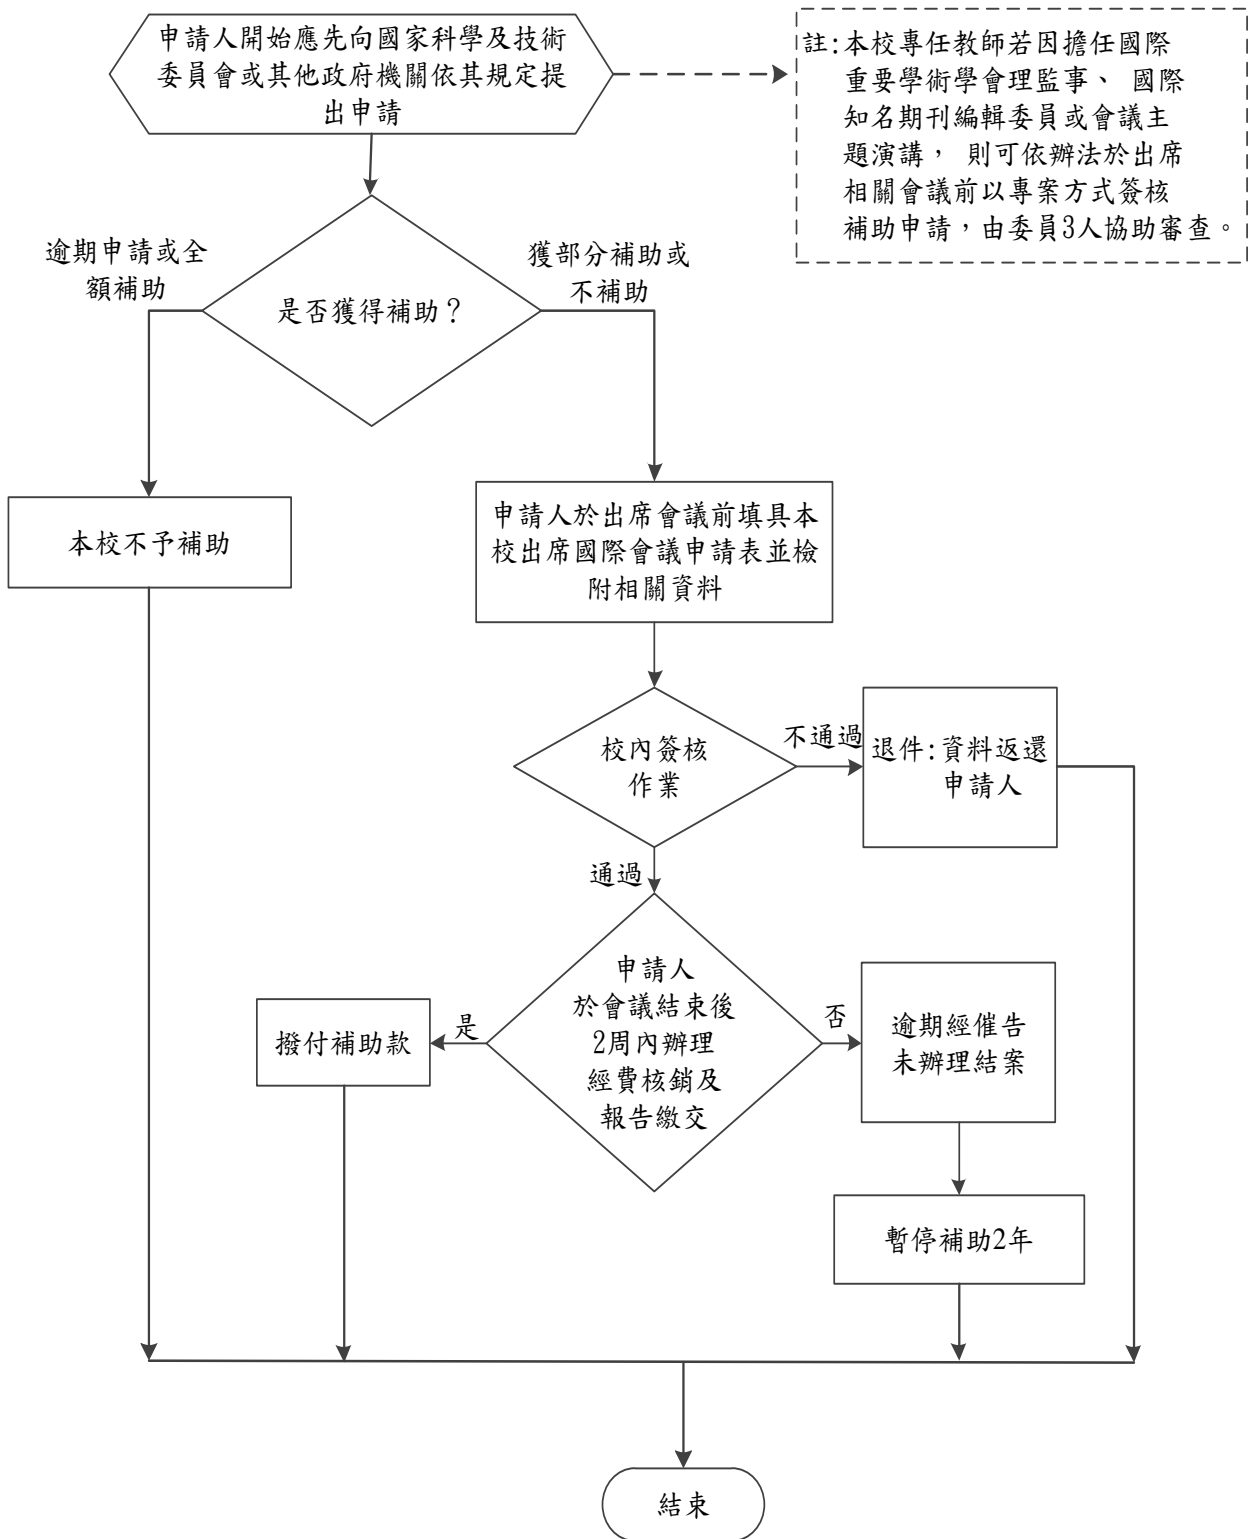 申請人開始應先向國家科學及技術
委員會或其他政府機關依其規定提
出申請
註:本校專任教師若因擔任國際
重要學術學會理監事、 國際
知名期刊編輯委員或會議主
題演講， 則可依辦法於出席
相關會議前以專案方式簽核
補助申請，由委員3人協助審查。
逾期申請或全
額補助
是否獲得補助？
獲部分補助或
不補助
本校不予補助
申請人於出席會議前填具本
校出席國際會議申請表並檢
附相關資料
校內簽核
作業
不通過
退件:資料返還
申請人
通過
申請人
於會議結束後
2周內辦理
經費核銷及
報告繳交
是
撥付補助款
否
逾期經催告
未辦理結案
暫停補助2年
結束